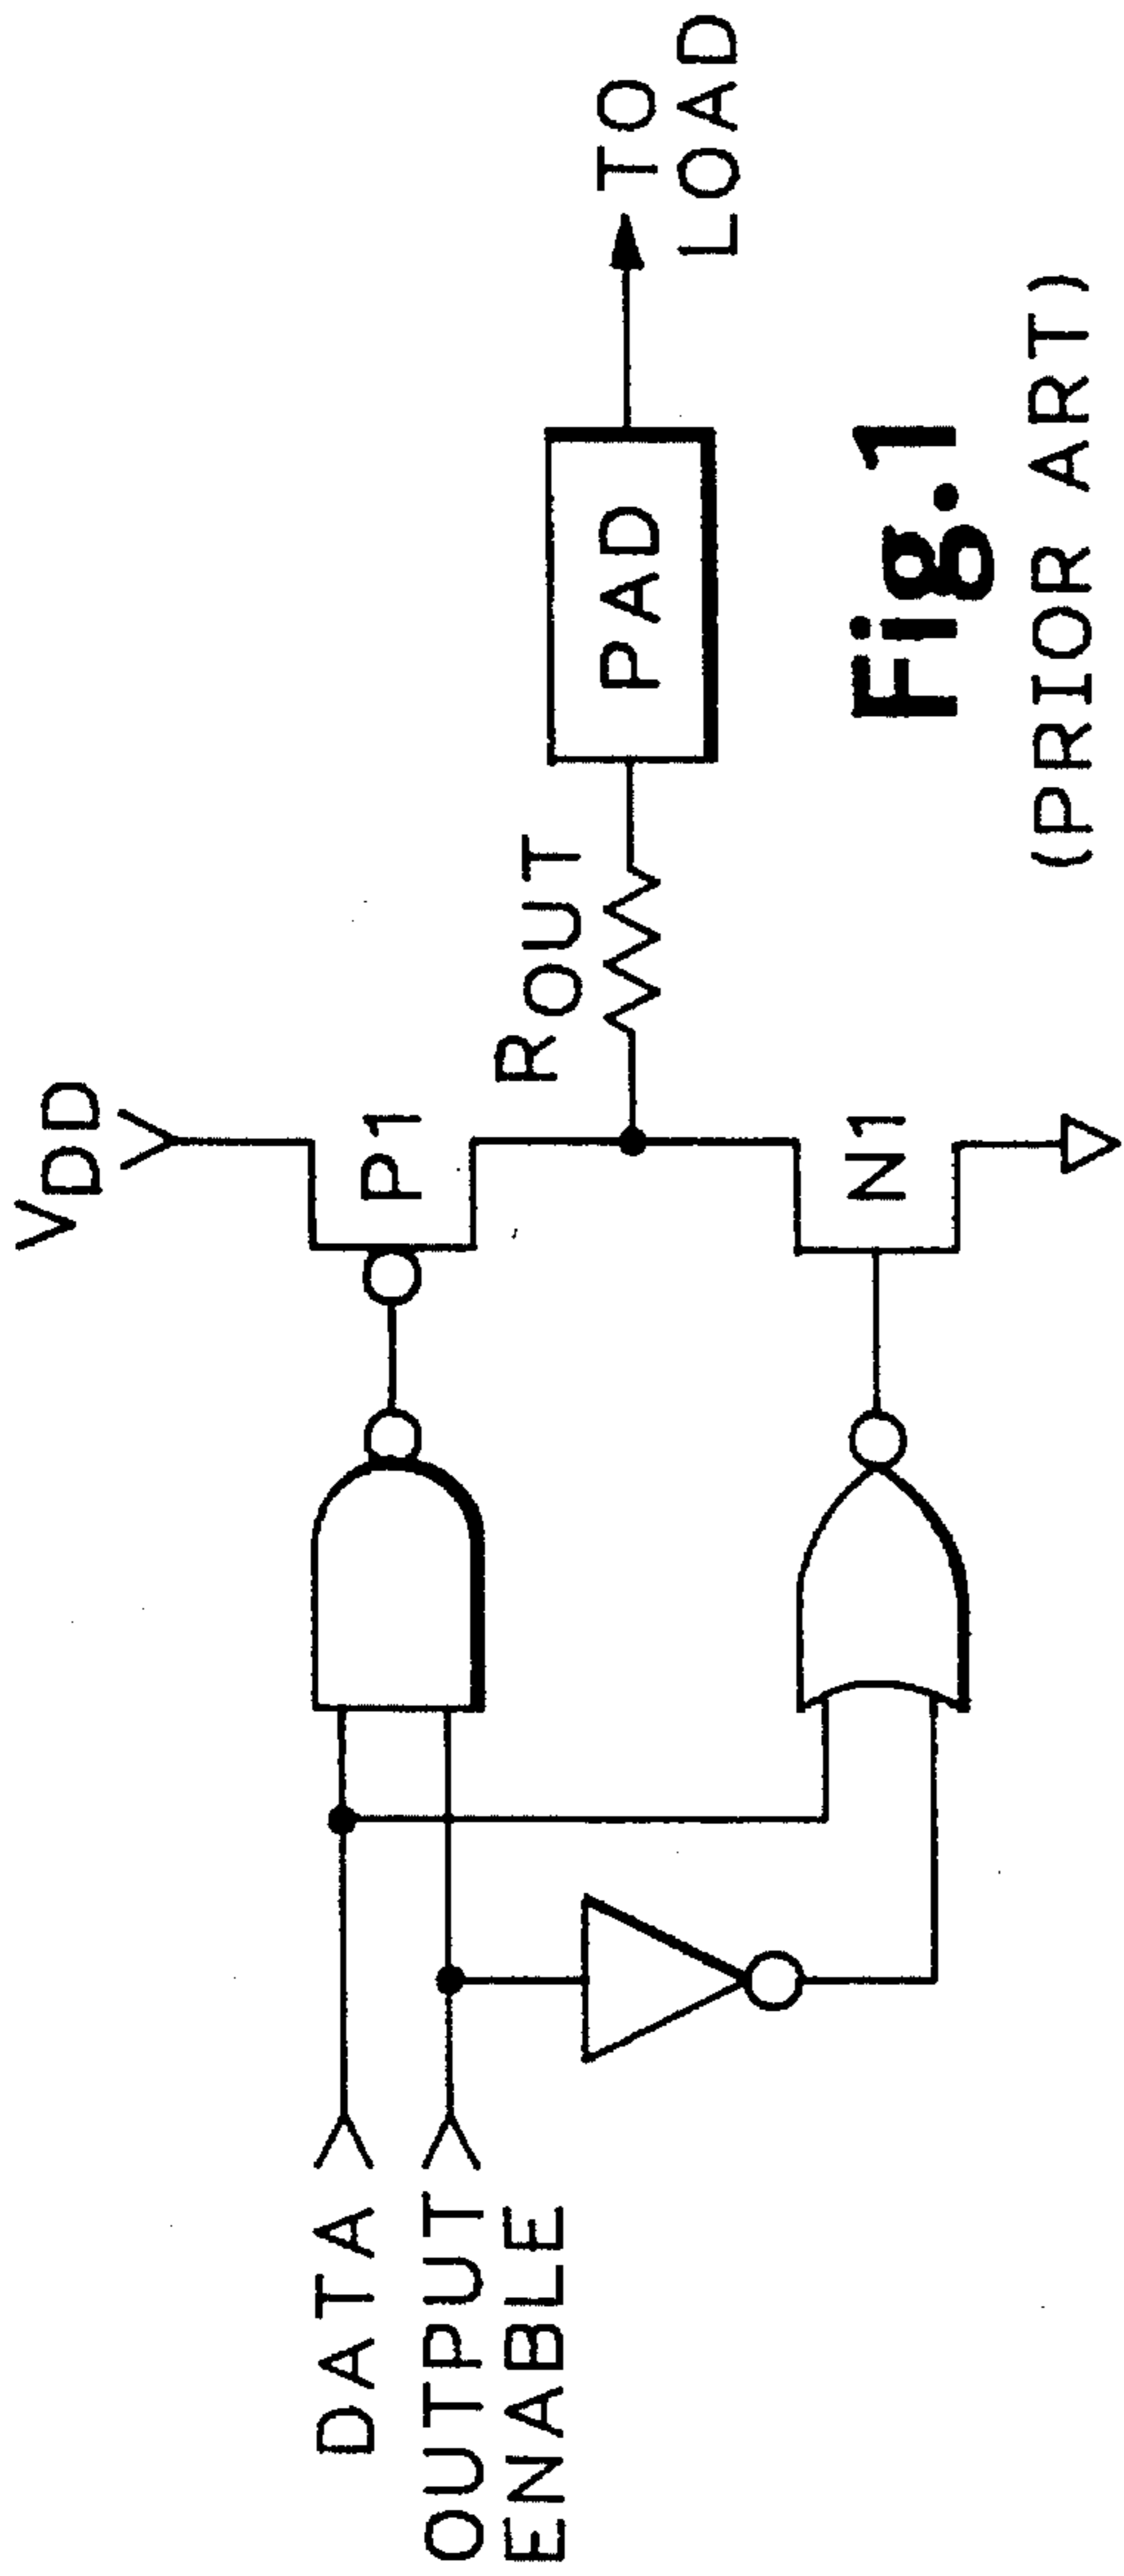 VDD
P1
DATA
OUTPUT
ENABLE
ROUT
PAD
TO
LOAD
N1
Fig.1
(PRIOR ART)